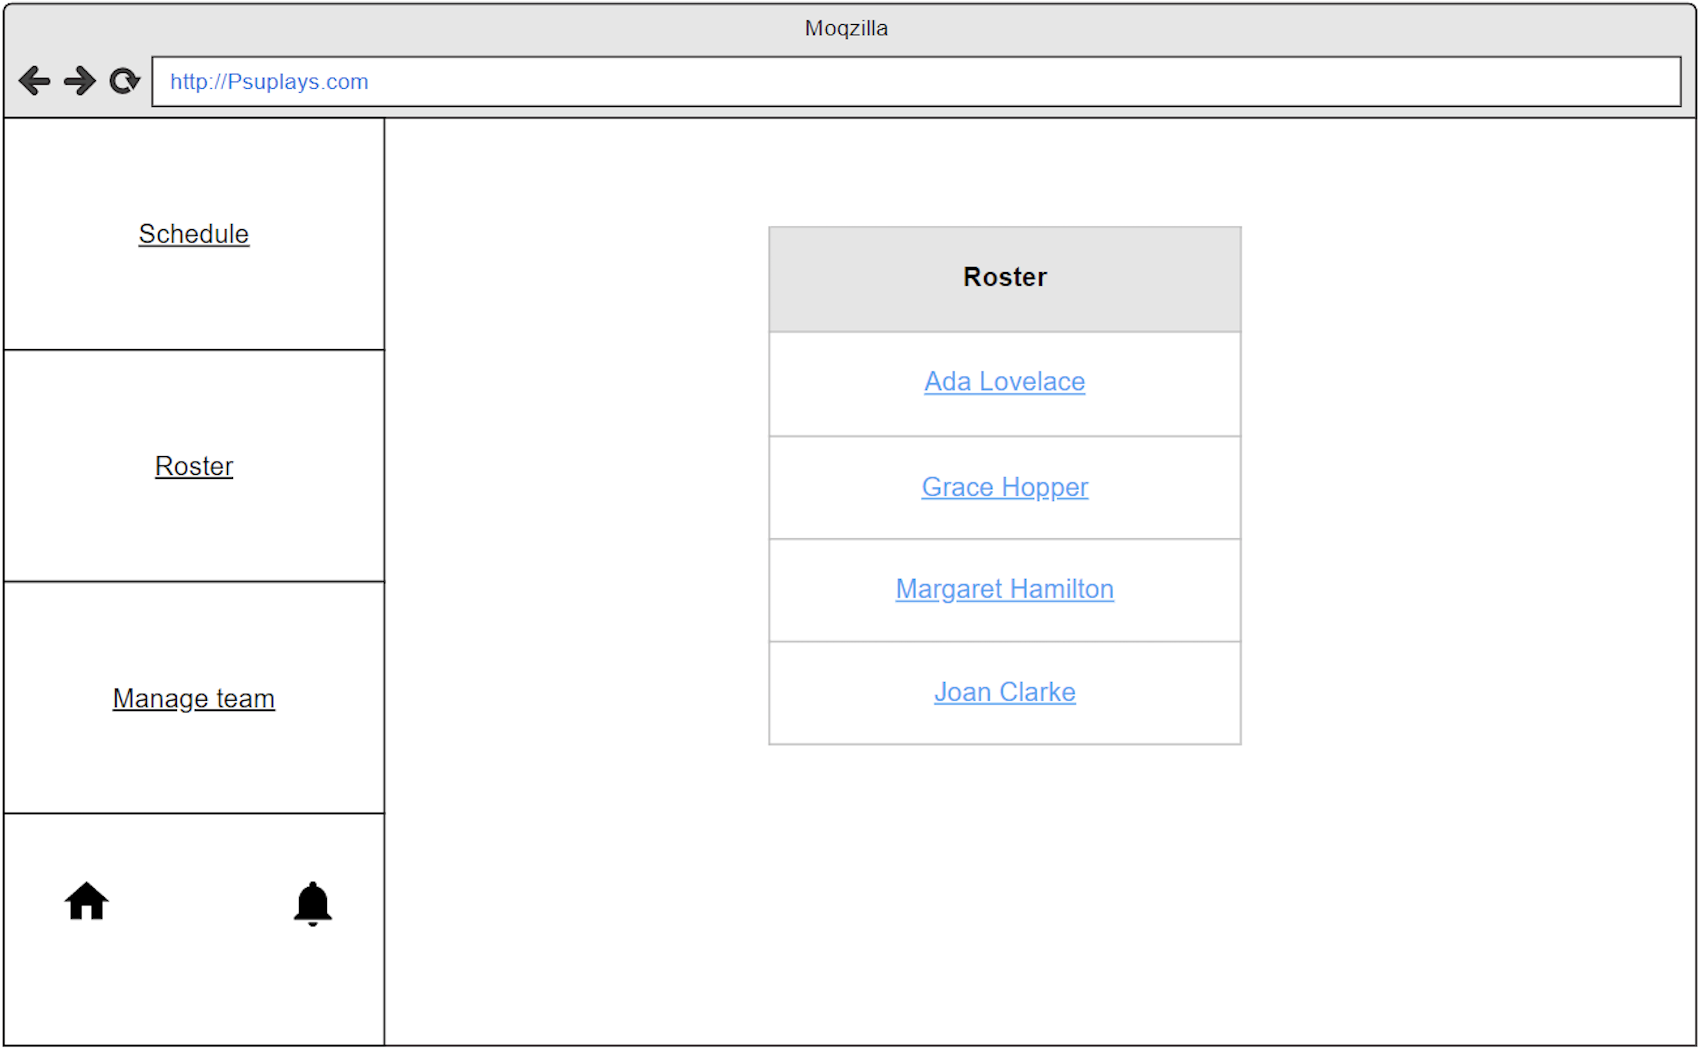 Moqzilla
http://Psuplays.com
Schedule
Roster
Manage team
Roster
Ada Lovelace
Grace Hopper
Margaret Hamilton
Joan Clarke